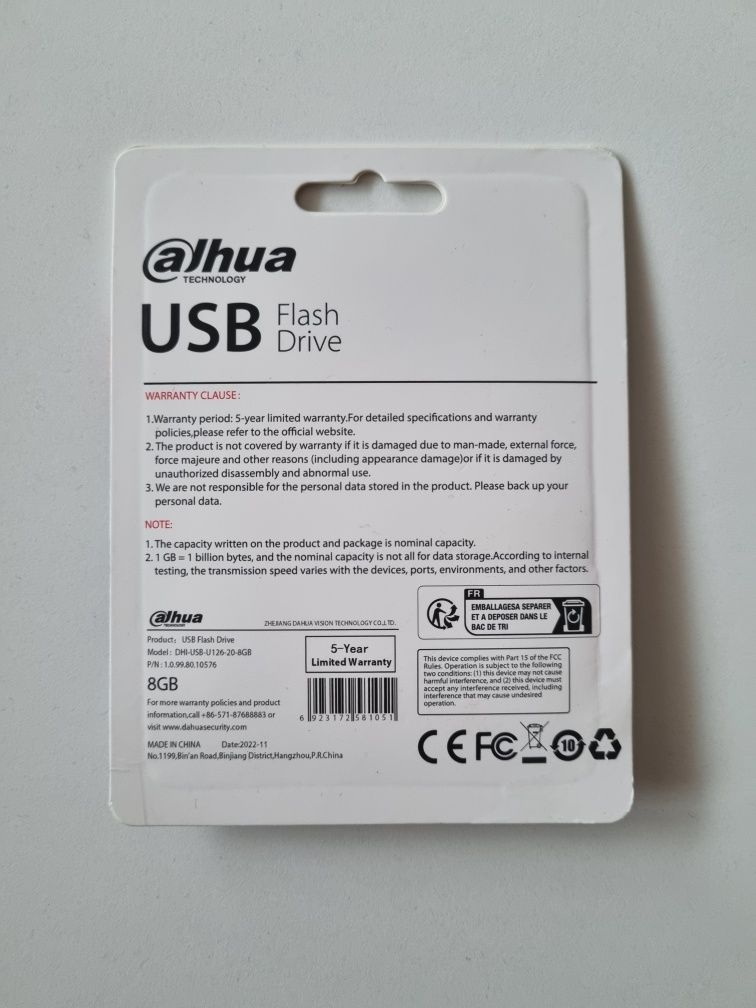 alhua
TECHNOLOGY
USB Flash
Drive
WARRANTY CLAUSE:
1.Warranty period: 5-year limited warranty.For detailed specifications and warranty
policies,please refer to the official website.
2. The product is not covered by warranty if it is damaged due to man-made, external force,
force majeure and other reasons (including appearance damage)or if it is damaged by
unauthorized disassembly and abnormal use.
3. We are not responsible for the personal data stored in the product. Please back up your
personal data.
NOTE:
1. The capacity written on the product and package is nominal capacity.
2. 1 GB = 1 billion bytes, and the nominal capacity is not all for data storage.According to internal
testing, the transmission speed varies with the devices, ports, environments, and other factors.
alhua
TECHNOLOGY
ZHEJIANG DAHUA VISION TECHNOLOGY CO.,LTD.
Product: USB Flash Drive
Model: DHI-USB-U126-20-8GB
P/N: 1.0.99.80.10576
8GB
For more warranty policies and product
information,call +86-571-87688883 or
visit www.dahuasecurity.com
MADE IN CHINA Date:2022-11
No.1199,Bin'an Road,Binjiang District,Hangzhou,P.R.China
5-Year
Limited Warranty
6 923172 581051
FR
EMBALLAGESA SEPARER
ET A DEPOSER DANS LE
BAC DE TRI
This device complies with Part 15 of the FCC
Rules. Operation is subject to the following
two conditions: (1) this device may not cause
harmful interference, and (2) this device must
accept any interference received, including
interference that may cause undesired
operation.
CE FC 10